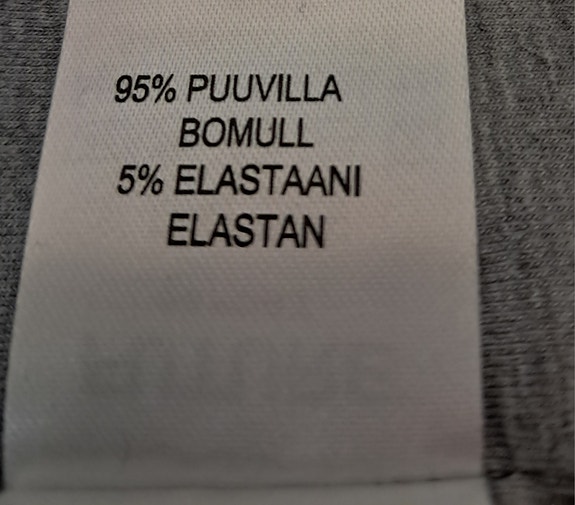 95% PUUVILLA
BOMULL
5% ELASTAANI
ELASTAN